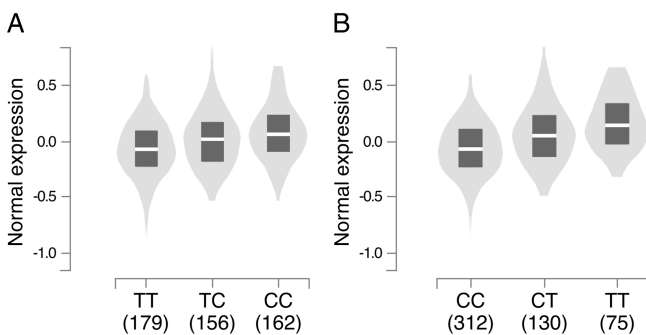 A
B
Normal expression
0.5
0.0
-0.5
-1.0
TT
TC
CC
(179)
(156)
(162)
Normal expression
0.5
0.0
-0.5
-1.0
CC
CT
TT
(312)
(130)
(75)